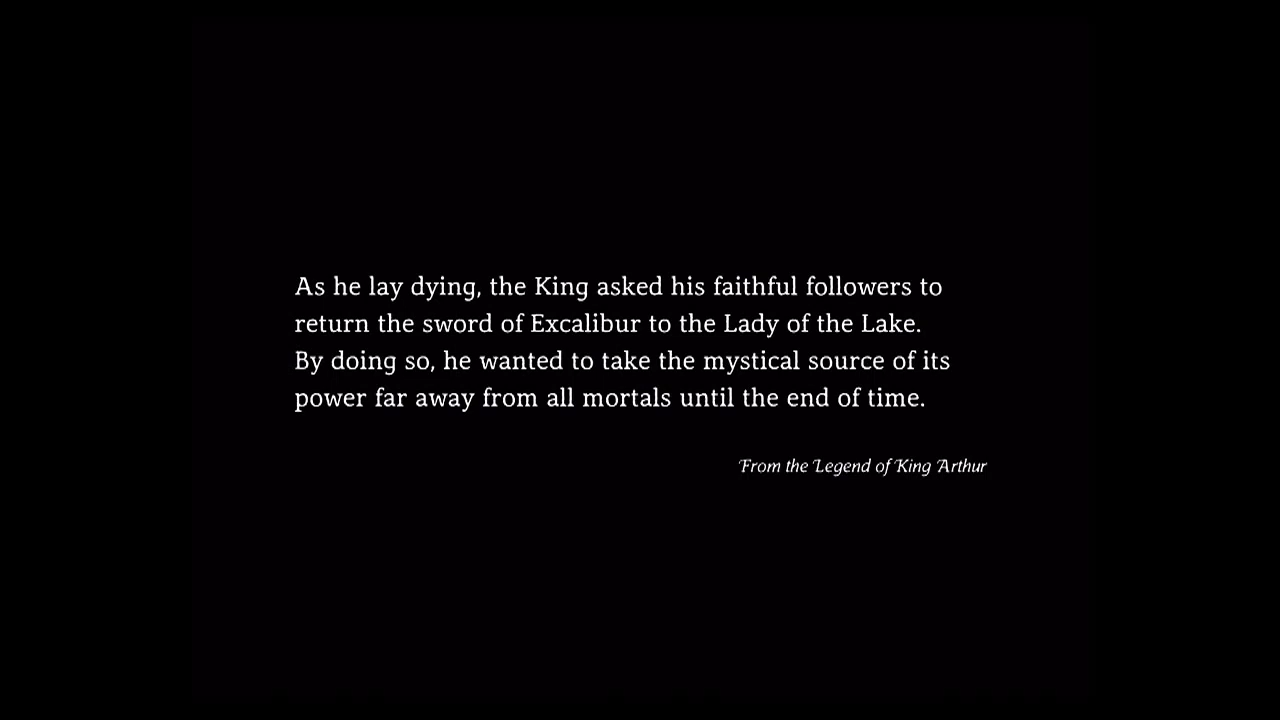 As he lay dying, the King asked his faithful followers to
return the sword of Excalibur to the Lady of the Lake.
By doing so, he wanted to take the mystical source of its
power far away from all mortals until the end of time.
From the Legend of King Arthur